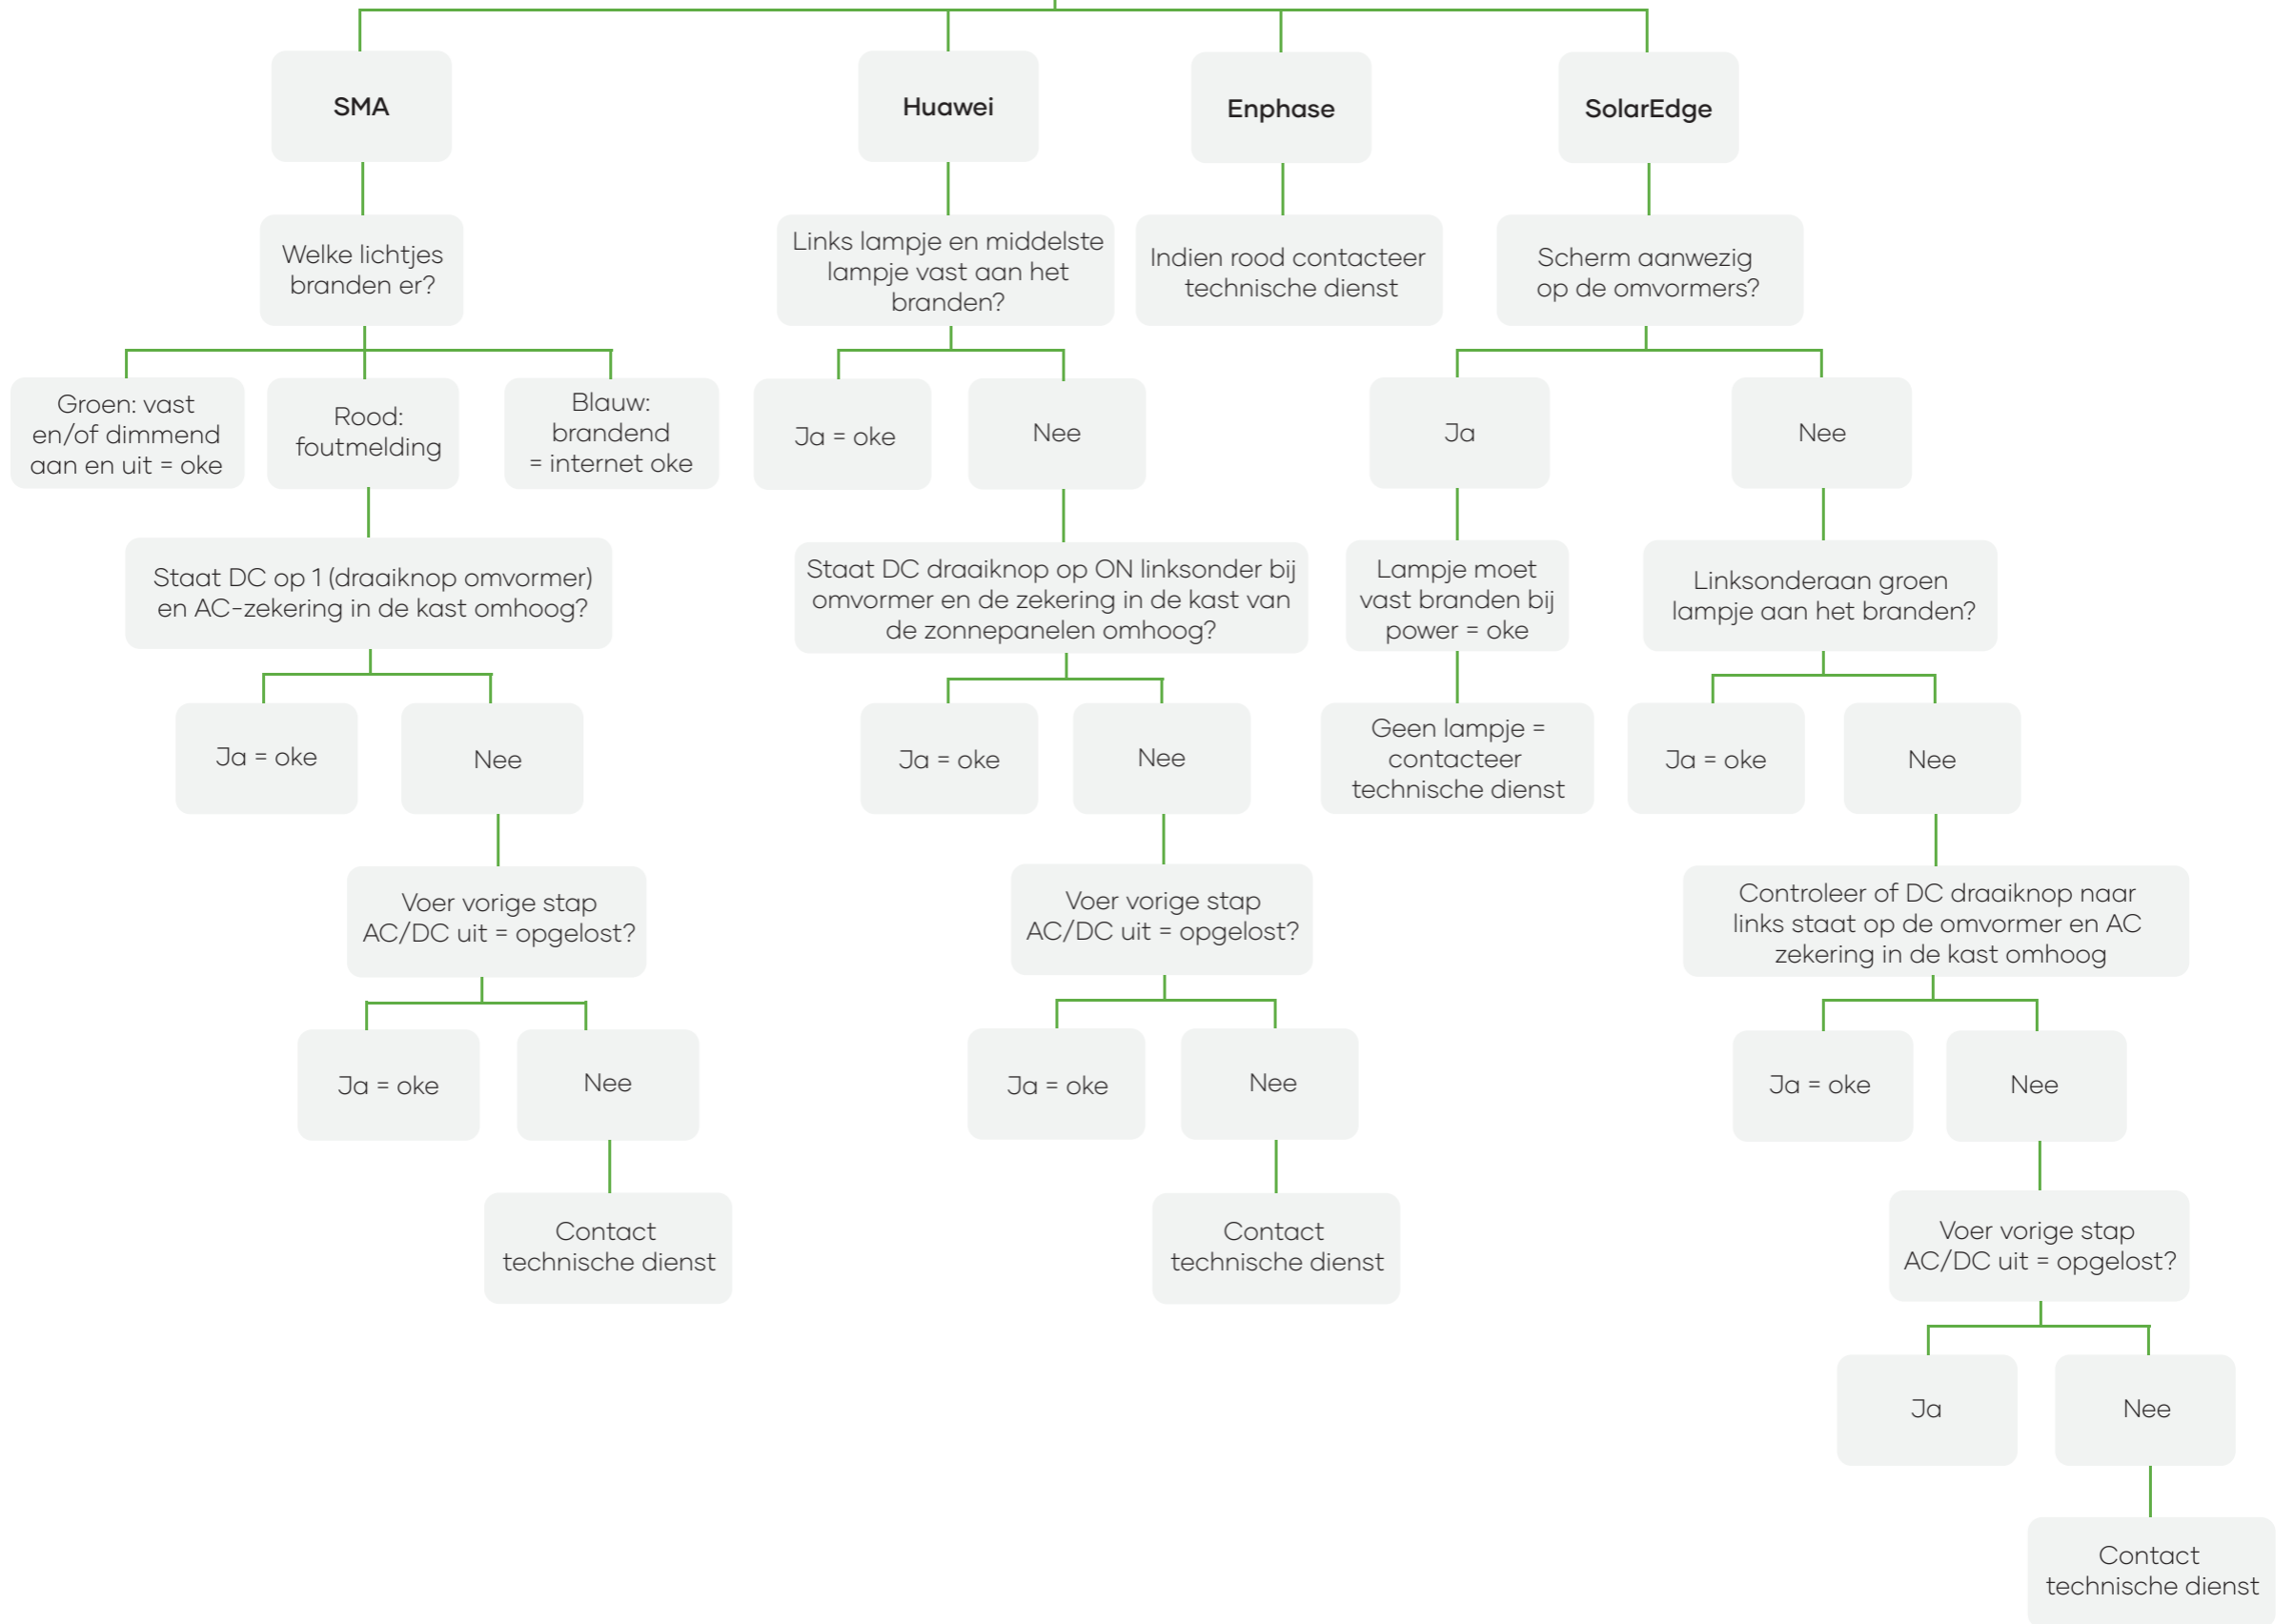 SMA
Huawei
Enphase
SolarEdge
Welke lichtjes
branden er?
Links lampje en middelste
lampje vast aan het
branden?
Indien rood contacteer
technische dienst
Scherm aanwezig
op de omvormers?
Groen: vast
en/of dimmend
aan en uit = oke
Rood:
foutmelding
Blauw:
brandend
= internet oke
Ja = oke
Nee
Ja
Nee
Staat DC op 1 (draaiknop omvormer)
en AC-zekering in de kast omhoog?
Staat DC draaiknop op ON linksonder bij
omvormer en de zekering in de kast van
de zonnepanelen omhoog?
Lampje moet
vast branden bij
power = oke
Linksonderaan groen
lampje aan het branden?
Ja = oke
Nee
Ja = oke
Nee
Geen lampje =
contacteer
technische dienst
Ja = oke
Nee
Voer vorige stap
AC/DC uit = opgelost?
Voer vorige stap
AC/DC uit = opgelost?
Controleer of DC draaiknop naar
links staat op de omvormer en AC
zekering in de kast omhoog
Ja = oke
Nee
Ja = oke
Nee
Ja = oke
Nee
Contact
technische dienst
Contact
technische dienst
Voer vorige stap
AC/DC uit = opgelost?
Ja
Nee
Contact
technische dienst